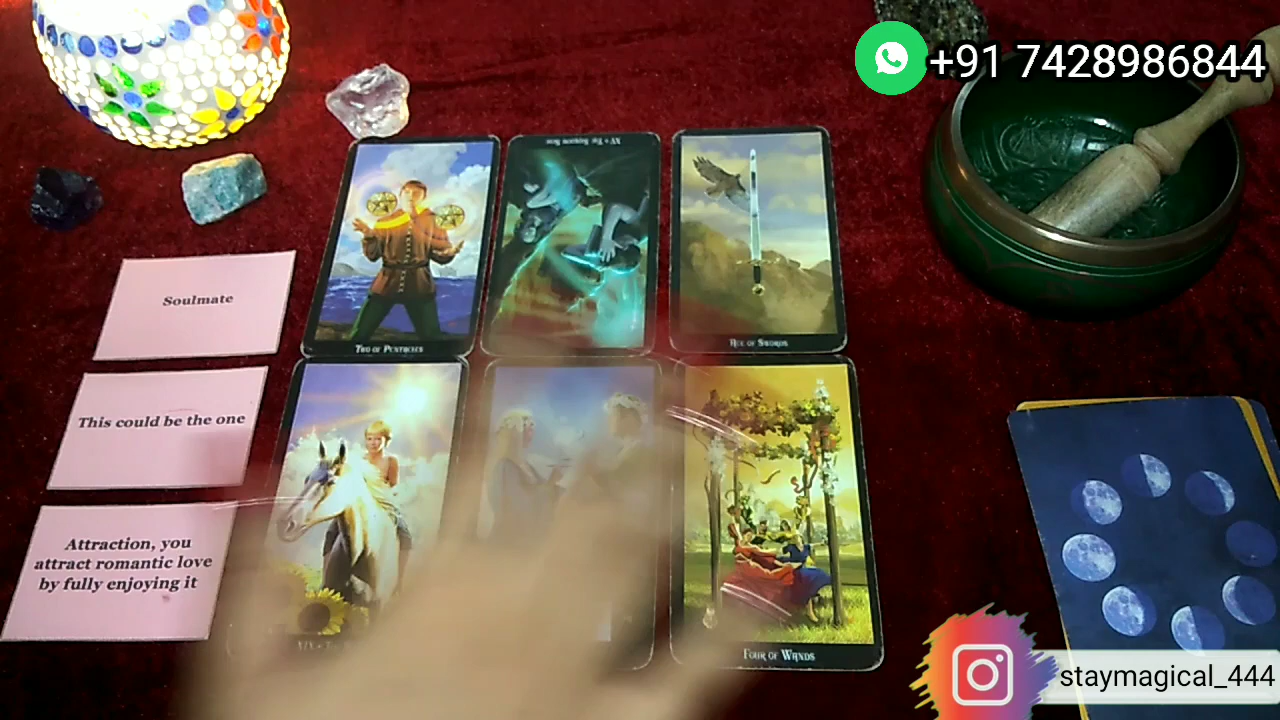 +91 7428986844
Soulmate
This could be the one
Attraction, you
attract romantic love
by fully enjoying it
Two of Pentacles
Ace of Swords
Four of Wands
staymagical_444